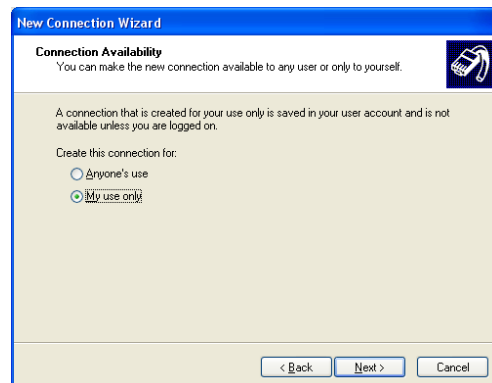 New Connection Wizard
Connection Availability
You can make the new connection available to any user or only to yourself.
A connection that is created for your use only is saved in your user account and is not
available unless you are logged on.
Create this connection for:
Anyone's use
My use only
< Back Next > Cancel